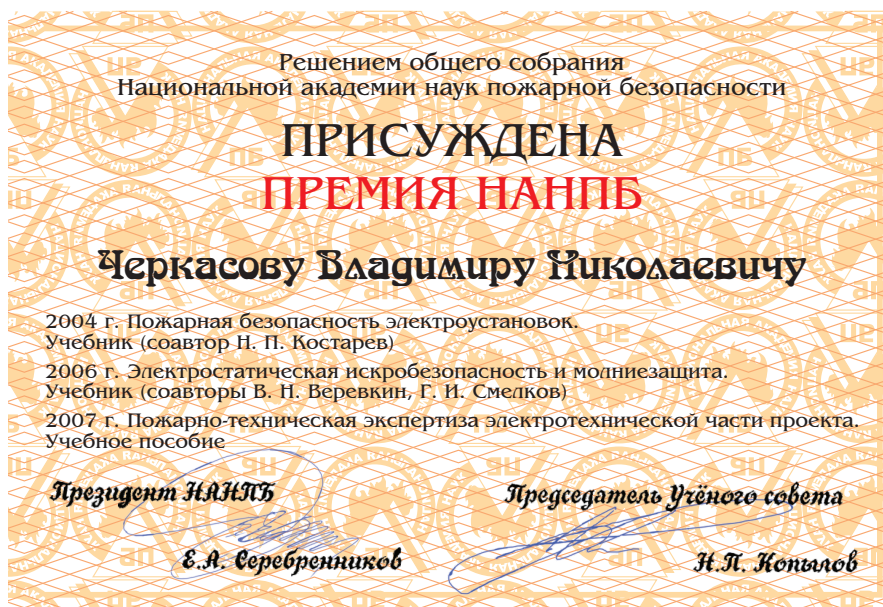 Решением общего собрания
Национальной академии наук пожарной безопасности
ПРИСУЖДЕНА
ПРЕМИЯ НАНПБ
Черкасову Владимиру Николаевичу
2004 г. Пожарная безопасность электроустановок.
Учебник (соавтор Н. П. Костарев)
2006 г. Электростатическая искробезопасность и молниезащита.
Учебник (соавторы В. Н. Веревкин, Г. И. Смелков)
2007 г. Пожарно-техническая экспертиза электротехнической части проекта.
Учебное пособие
Президент НАНПБ
Председатель Учёного совета
Е.А. Серебренников
Н.П. Копылов